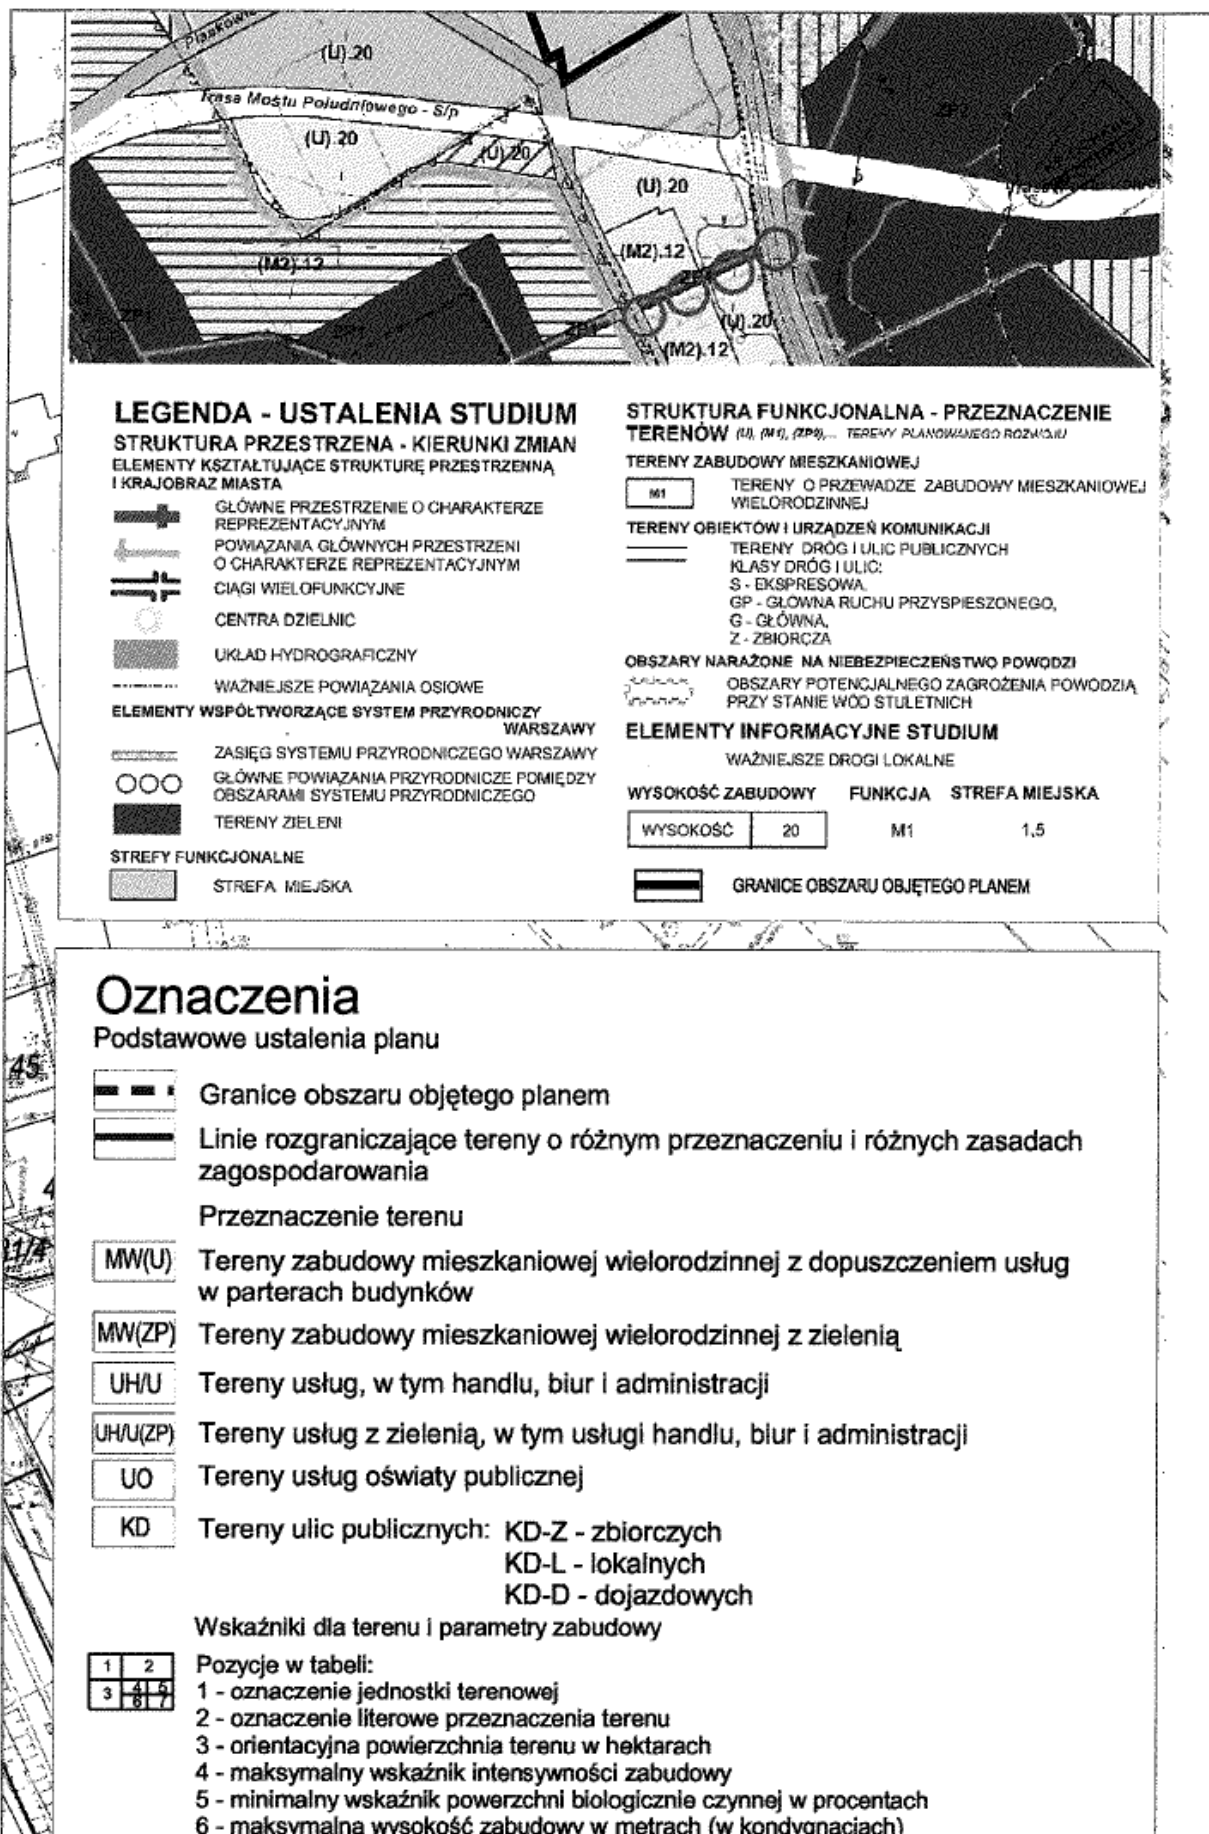 (U).20
Trasa Mostu Południowego - S/p
(U).20
(U).20
(U).20
(M2).12
(M2).12
ZP1
ZP1
ZP1
(U).20
(M2).12
LEGENDA - USTALENIA STUDIUM
STRUKTURA PRZESTRZENA - KIERUNKI ZMIAN
ELEMENTY KSZTAŁTUJĄCE STRUKTURĘ PRZESTRZENNĄ
I KRAJOBRAZ MIASTA
GŁÓWNE PRZESTRZENIE O CHARAKTERZE
REPREZENTACYJNYM
POWIĄZANIA GŁÓWNYCH PRZESTRZENI
O CHARAKTERZE REPREZENTACYJNYM
CIĄGI WIELOFUNKCYJNE
CENTRA DZIELNIC
UKŁAD HYDROGRAFICZNY
WAŻNIEJSZE POWIĄZANIA OSIOWE
ELEMENTY WSPÓŁTWORZĄCE SYSTEM PRZYRODNICZY
WARSZAWY
ZASIĘG SYSTEMU PRZYRODNICZEGO WARSZAWY
GŁÓWNE POWIĄZANIA PRZYRODNICZE POMIĘDZY
OBSZARAMI SYSTEMU PRZYRODNICZEGO
TERENY ZIELENI
STREFY FUNKCJONALNE
STREFA MIEJSKA
STRUKTURA FUNKCJONALNA - PRZEZNACZENIE
TERENÓW (U), (M1), (ZP2),... TERENY PLANOWANEGO ROZWOJU
TERENY ZABUDOWY MIESZKANIOWEJ
M1 TERENY O PRZEWADZE ZABUDOWY MIESZKANIOWEJ
WIELORODZINNEJ
TERENY OBIEKTÓW I URZĄDZEŃ KOMUNIKACJI
TERENY DRÓG I ULIC PUBLICZNYCH
KLASY DRÓG I ULIC:
S - EKSPRESOWA,
GP - GŁÓWNA RUCHU PRZYSPIESZONEGO,
G - GŁÓWNA,
Z - ZBIORCZA
OBSZARY NARAŻONE NA NIEBEZPIECZEŃSTWO POWODZI
OBSZARY POTENCJALNEGO ZAGROŻENIA POWODZIĄ
PRZY STANIE WÓD STULETNICH
ELEMENTY INFORMACYJNE STUDIUM
WAŻNIEJSZE DROGI LOKALNE
WYSOKOŚĆ ZABUDOWY FUNKCJA STREFA MIEJSKA
WYSOKOŚĆ 20 M1 1,5
GRANICE OBSZARU OBJĘTEGO PLANEM
45
21/4
Oznaczenia
Podstawowe ustalenia planu
Granice obszaru objętego planem
Linie rozgraniczające tereny o różnym przeznaczeniu i różnych zasadach
zagospodarowania
Przeznaczenie terenu
MW(U) Tereny zabudowy mieszkaniowej wielorodzinnej z dopuszczeniem usług
w parterach budynków
MW(ZP) Tereny zabudowy mieszkaniowej wielorodzinnej z zielenią
UH/U Tereny usług, w tym handlu, biur i administracji
UH/U(ZP) Tereny usług z zielenią, w tym usługi handlu, biur i administracji
UO Tereny usług oświaty publicznej
KD Tereny ulic publicznych: KD-Z - zbiorczych
KD-L - lokalnych
KD-D - dojazdowych
Wskaźniki dla terenu i parametry zabudowy
1 2
3 4 5
6 7
Pozycje w tabeli:
1 - oznaczenie jednostki terenowej
2 - oznaczenie literowe przeznaczenia terenu
3 - orientacyjna powierzchnia terenu w hektarach
4 - maksymalny wskaźnik intensywności zabudowy
5 - minimalny wskaźnik powerzchni biologicznie czynnej w procentach
6 - maksymalna wysokość zabudowy w metrach (w kondygnacjach)